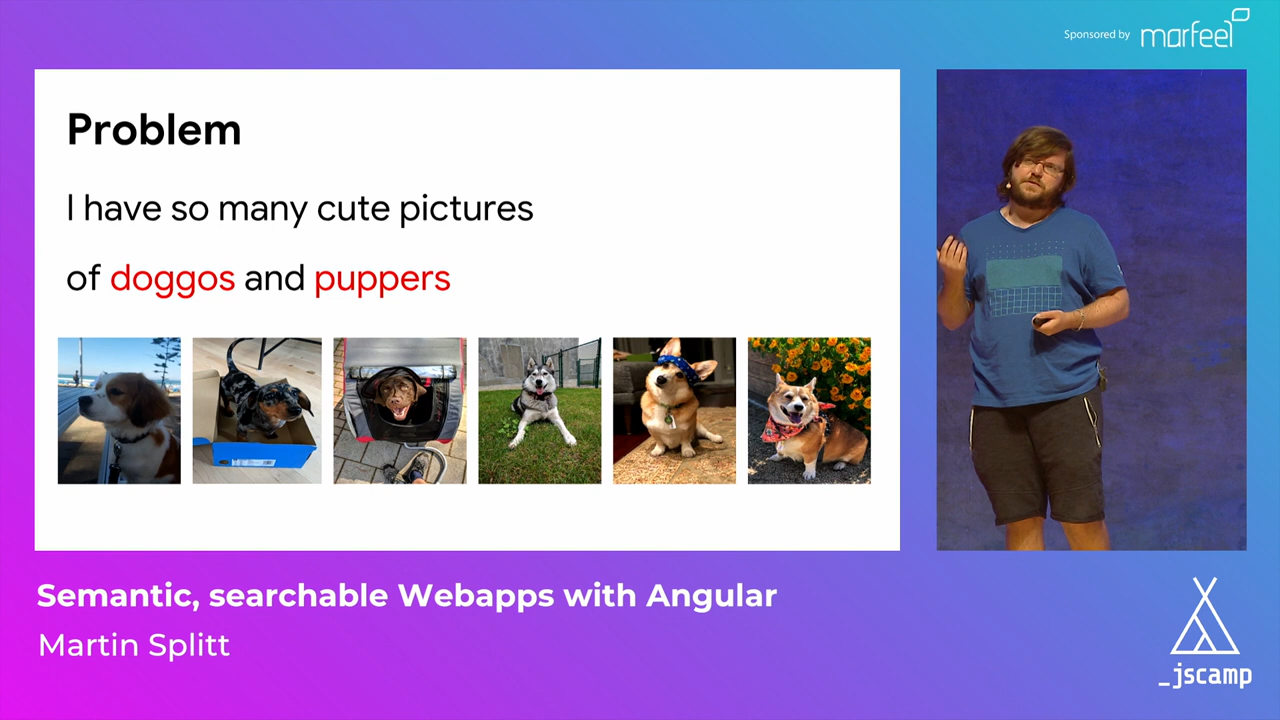 Sponsored by marfeel
Problem
I have so many cute pictures
of doggos and puppers
Semantic, searchable Webapps with Angular
Martin Splitt
_jscamp